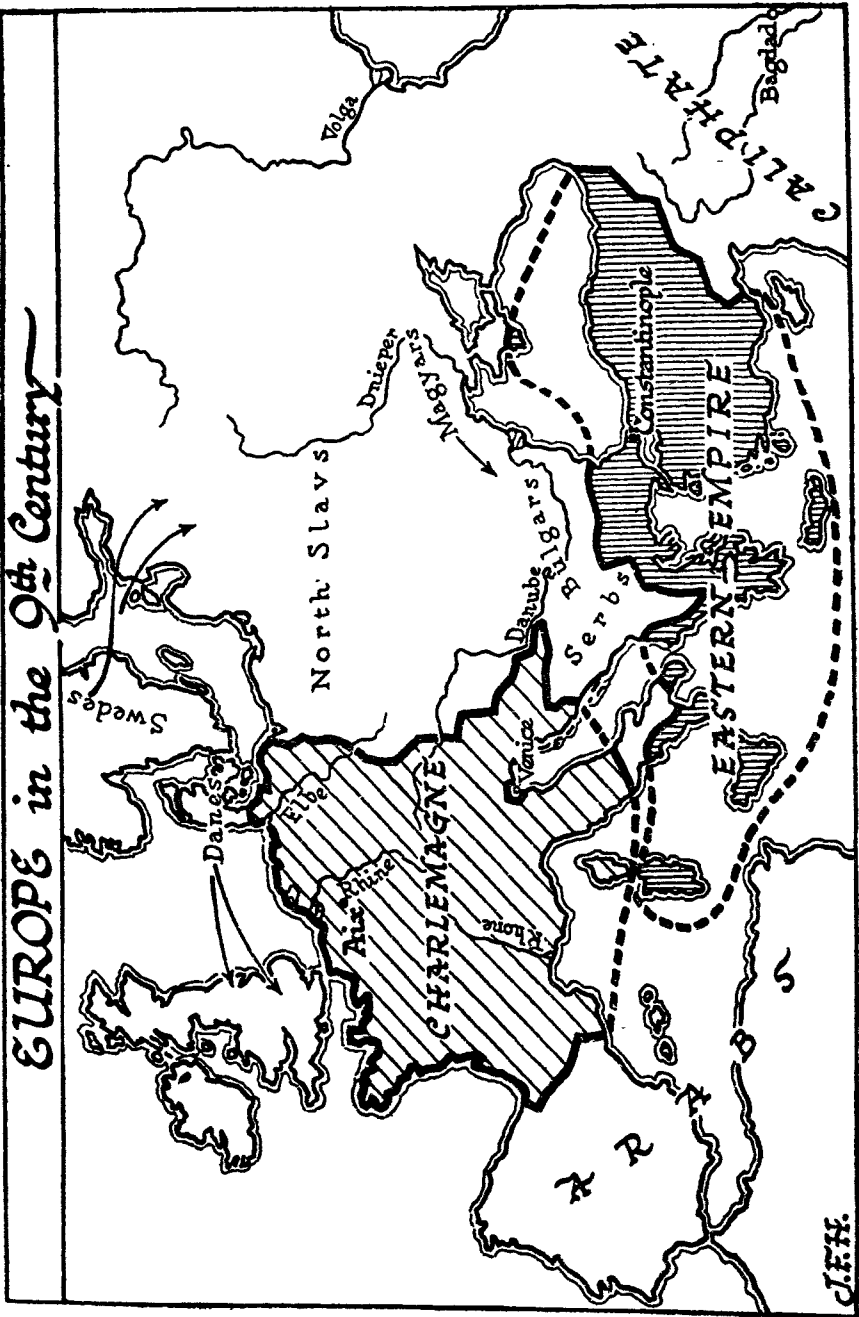 EUROPE in the 9th Century
Swedes
Danes
North Slavs
Volga
Dnieper
Magyars
Elbe
Rhine
Aix
CHARLEMAGNE
Rhone
Venice
Danube
Bulgars
Serbs
Constantinople
EASTERN EMPIRE
CALIPHATE
Bagdad
ARABS
J.F.H.